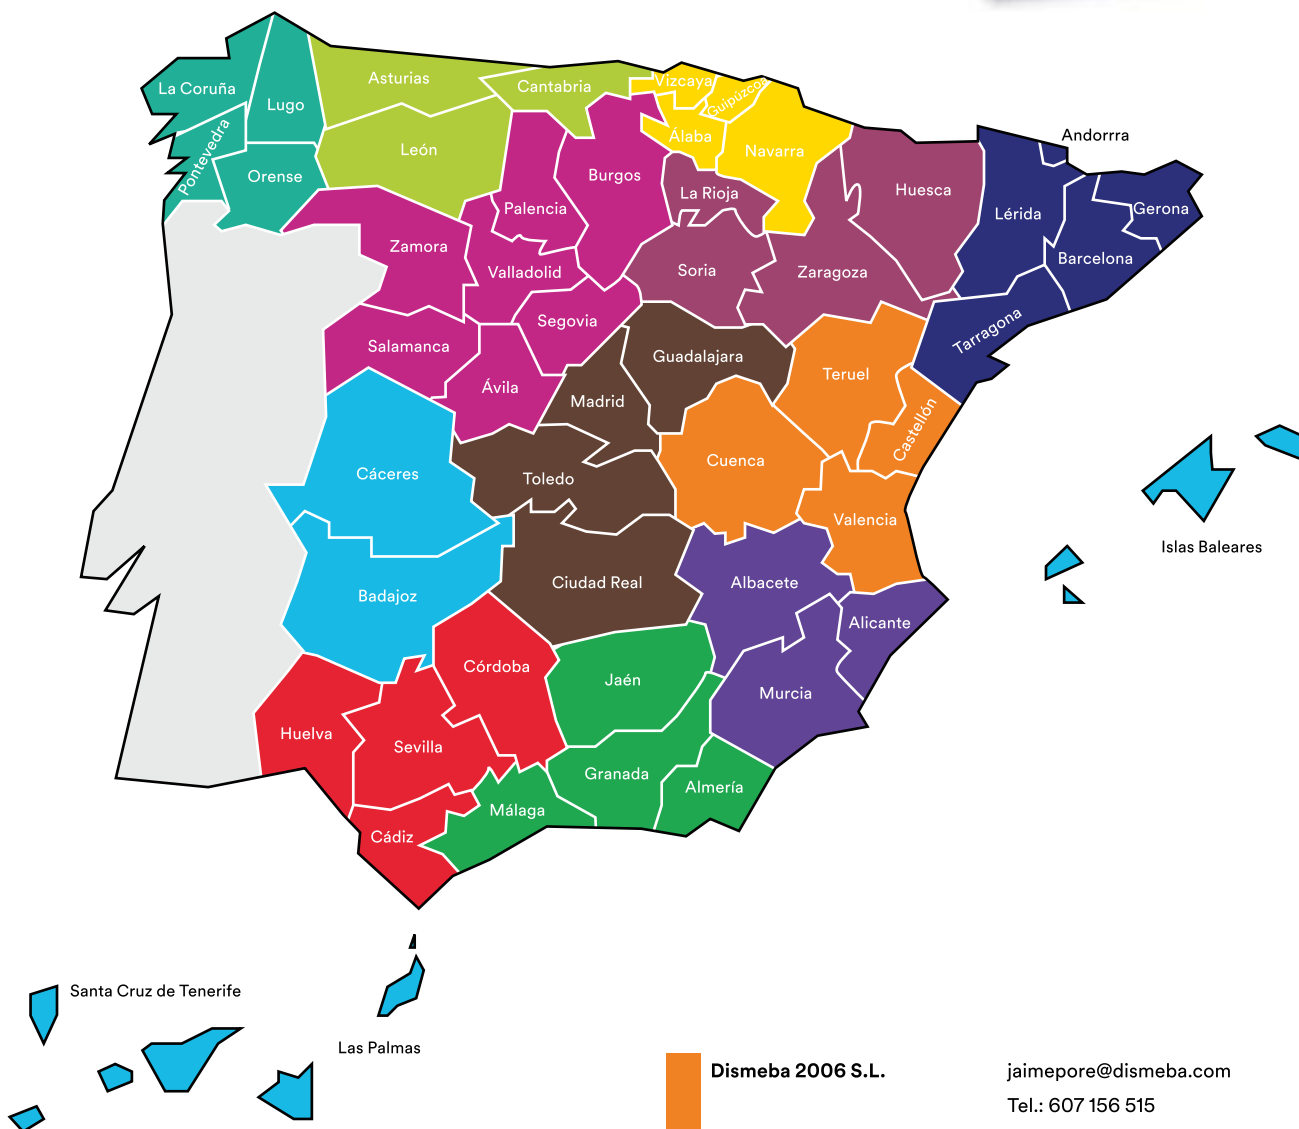 Asturias
Vizcaya
Guipúzcoa
La Coruña
Cantabria
Lugo
Álaba
Andorrra
León
Navarra
Pontevedra
Orense
Burgos
La Rioja
Huesca
Palencia
Lérida
Gerona
Zamora
Valladolid
Soria
Zaragoza
Barcelona
Segovia
Salamanca
Guadalajara
Tarragona
Ávila
Teruel
Madrid
Castellón
Cáceres
Toledo
Cuenca
Valencia
Islas Baleares
Badajoz
Ciudad Real
Albacete
Alicante
Córdoba
Jaén
Murcia
Huelva
Sevilla
Granada
Almería
Málaga
Cádiz
Santa Cruz de Tenerife
Las Palmas
Dismeba 2006 S.L.
jaimepore@dismeba.com
Tel.: 607 156 515